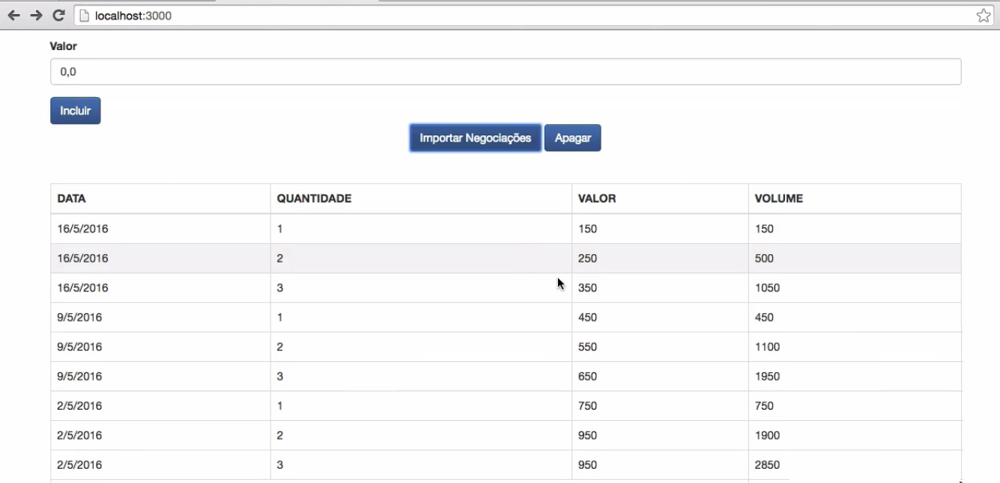 localhost:3000
Valor
0,0
Incluir
Importar Negociações Apagar
DATA QUANTIDADE VALOR VOLUME
16/5/2016 1 150 150
16/5/2016 2 250 500
16/5/2016 3 350 1050
9/5/2016 1 450 450
9/5/2016 2 550 1100
9/5/2016 3 650 1950
2/5/2016 1 750 750
2/5/2016 2 950 1900
2/5/2016 3 950 2850